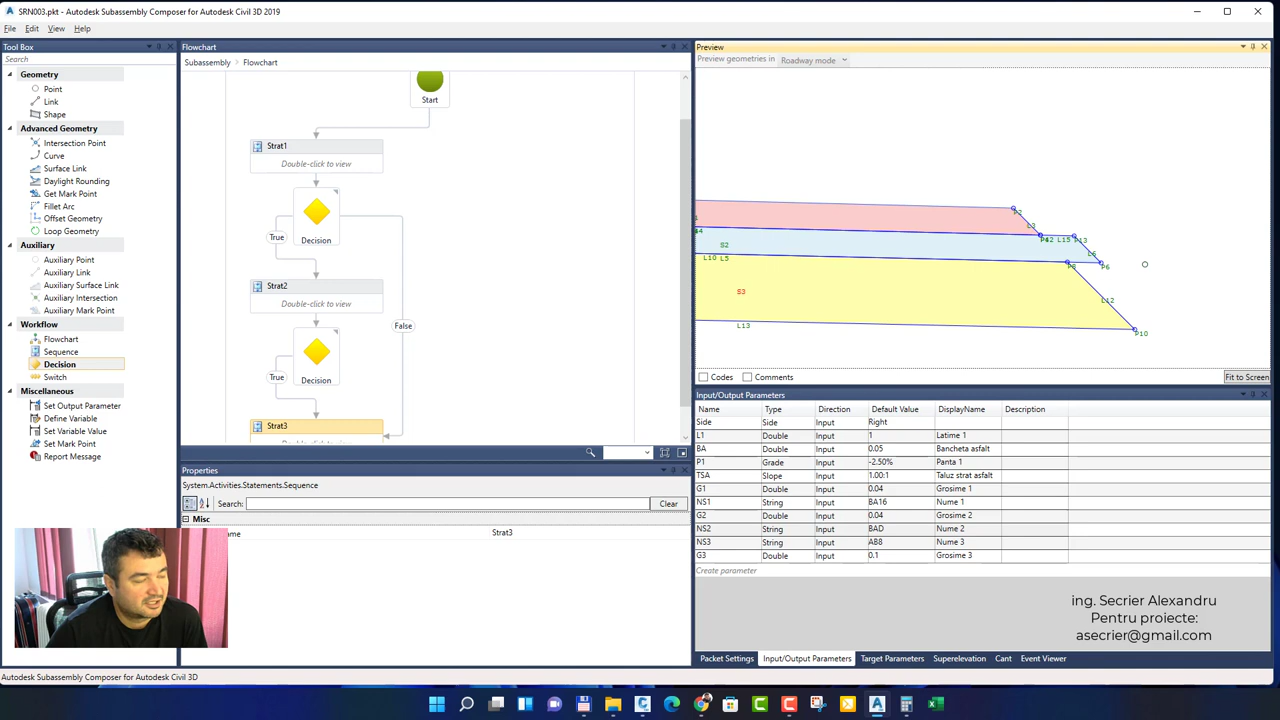 SRN003.pkt - Autodesk Subassembly Composer for Autodesk Civil 3D 2019
File Edit View Help
Tool Box
Search
Geometry
Point
Link
Shape
Advanced Geometry
Intersection Point
Curve
Surface Link
Daylight Rounding
Get Mark Point
Fillet Arc
Offset Geometry
Loop Geometry
Auxiliary
Auxiliary Point
Auxiliary Link
Auxiliary Surface Link
Auxiliary Intersection
Auxiliary Mark Point
Workflow
Flowchart
Sequence
Decision
Switch
Miscellaneous
Set Output Parameter
Define Variable
Set Variable Value
Set Mark Point
Report Message
Flowchart
Subassembly > Flowchart
Start
Strat1
Double-click to view
True
Decision
Strat2
Double-click to view
False
True
Decision
Strat3
Properties
System.Activities.Statements.Sequence
Search: Clear
Misc
ame Strat3
Preview
Preview geometries in Roadway mode
P2
L3
L15 L13
S2
L10 L5
L6
P6
P8
S3
L12
L13
P10
Codes Comments Fit to Screen
Input/Output Parameters
Name Type Direction Default Value DisplayName Description
Side Side Input Right
L1 Double Input 1 Latime 1
BA Double Input 0.05 Bancheta asfalt
P1 Grade Input -2.50% Panta 1
TSA Slope Input 1.00:1 Taluz strat asfalt
G1 Double Input 0.04 Grosime 1
NS1 String Input BA16 Nume 1
G2 Double Input 0.04 Grosime 2
NS2 String Input BAD Nume 2
NS3 String Input AB8 Nume 3
G3 Double Input 0.1 Grosime 3
Create parameter
ing. Secrier Alexandru
Pentru proiecte:
asecrier@gmail.com
Packet Settings Input/Output Parameters Target Parameters Superelevation Cant Event Viewer
Autodesk Subassembly Composer for Autodesk Civil 3D